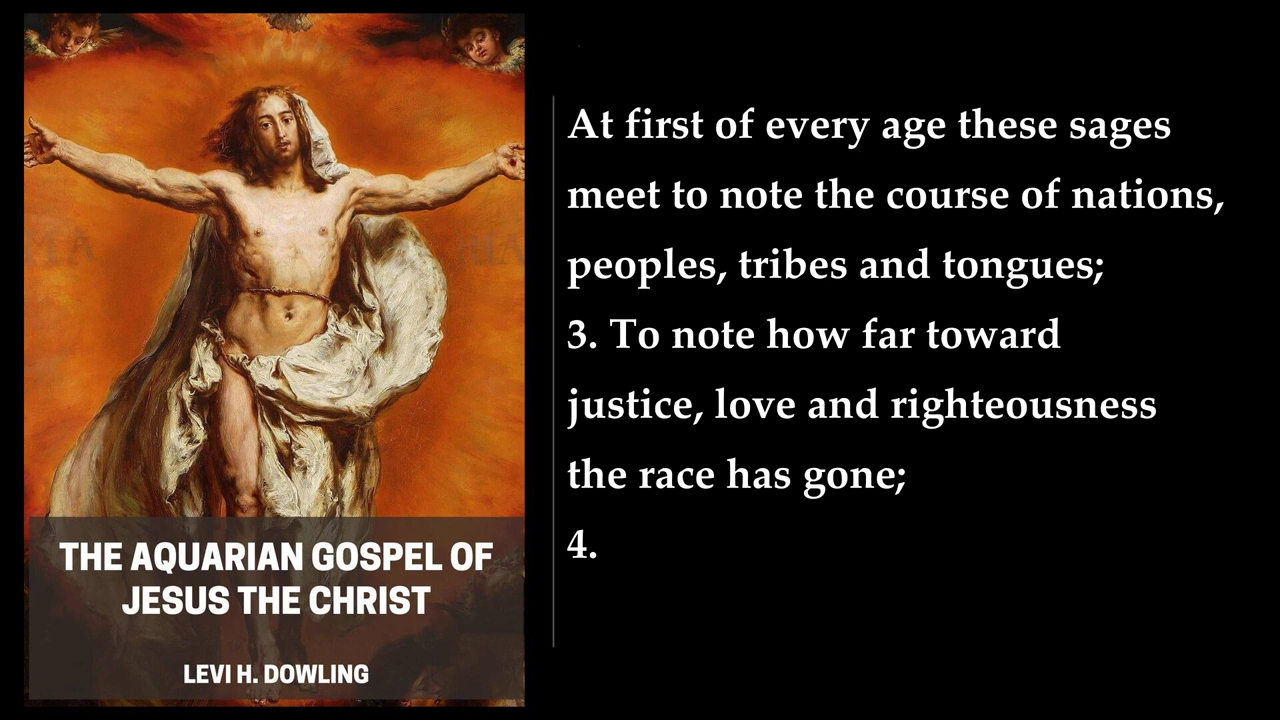 THE AQUARIAN GOSPEL OF
JESUS THE CHRIST
LEVI H. DOWLING
At first of every age these sages
meet to note the course of nations,
peoples, tribes and tongues;
3. To note how far toward
justice, love and righteousness
the race has gone;
4.